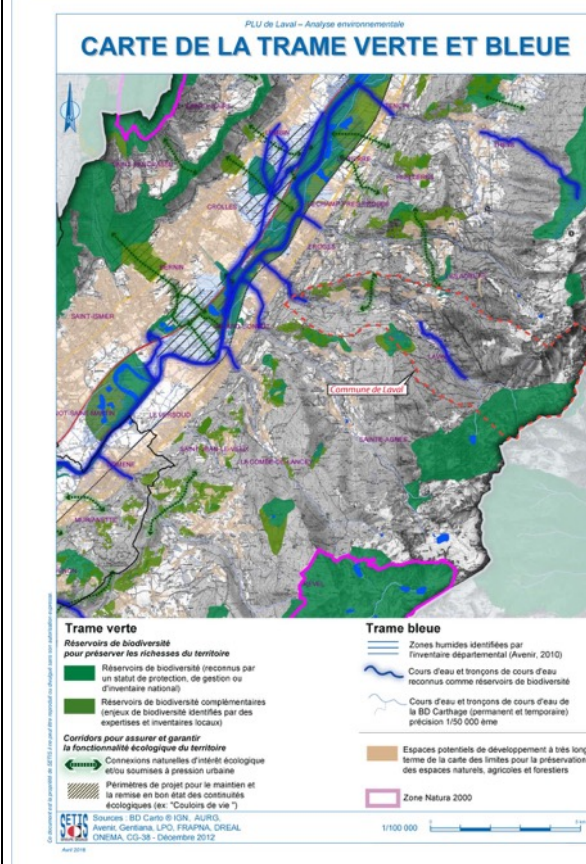 PLU de Laval – Analyse environnementale
CARTE DE LA TRAME VERTE ET BLEUE
CROLLES
BERNIN
FROGES
SAINT-ISMIER
LE VERSOUD
LAVAL
Commune de Laval
SAINTE-AGNES
LA COMBE-DE-LANCEY
Trame verte
Réservoirs de biodiversité
pour préserver les richesses du territoire
Réservoirs de biodiversité (reconnus par
un statut de protection, de gestion ou
d'inventaire national)
Réservoirs de biodiversité complémentaires
(enjeux de biodiversité identifiés par des
expertises et inventaires locaux)
Corridors pour assurer et garantir
la fonctionnalité écologique du territoire
Connexions naturelles d'intérêt écologique
et/ou soumises à pression urbaine
Périmètres de projet pour le maintien et
la remise en bon état des continuités
écologiques (ex: "Couloirs de vie ")
Trame bleue
Zones humides identifiées par
l'inventaire départemental (Avenir, 2010)
Cours d'eau et tronçons de cours d'eau
reconnus comme réservoirs de biodiversité
Cours d'eau et tronçons de cours d'eau de
la BD Carthage (permanent et temporaire)
précision 1/50 000 ème
Espaces potentiels de développement à très long
terme de la carte des limites pour la préservation
des espaces naturels, agricoles et forestiers
Zone Natura 2000
SETIS
Sources : BD Carto ® IGN, AURG,
Avenir, Gentiana, LPO, FRAPNA, DREAL
ONEMA, CG-38 - Décembre 2012
1/100 000
Avril 2018